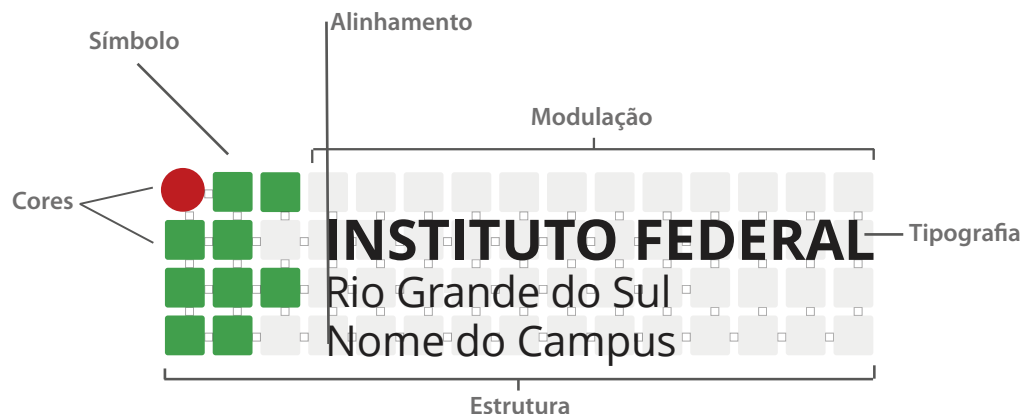 Alinhamento
Símbolo
Modulação
Cores
INSTITUTO FEDERAL
Tipografia
Rio Grande do Sul
Nome do Campus
Estrutura